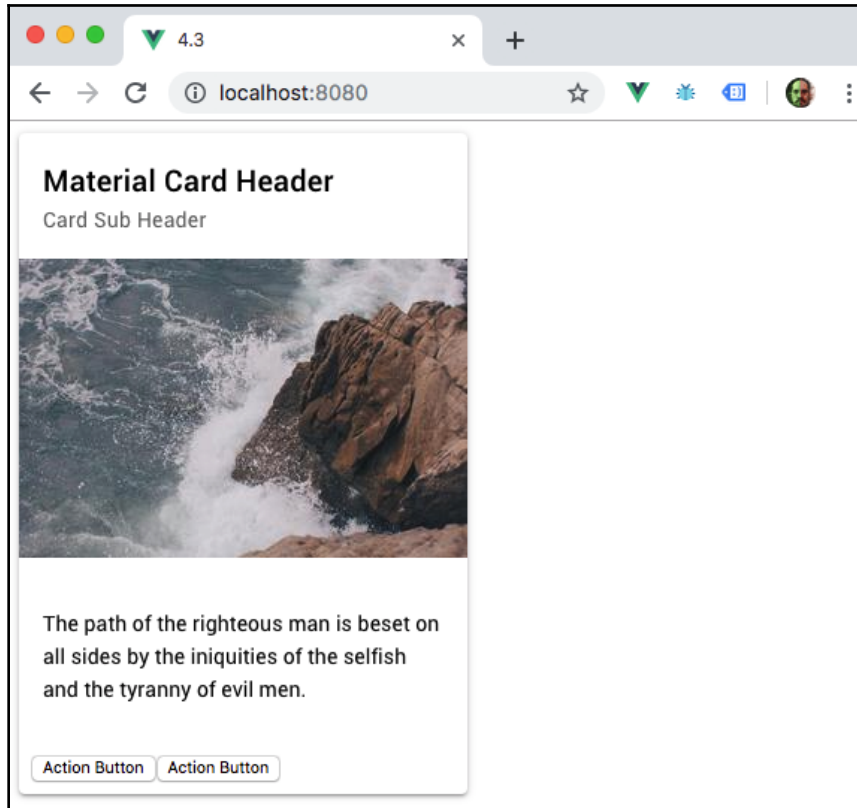 4.3
localhost:8080
Material Card Header
Card Sub Header
The path of the righteous man is beset on
all sides by the iniquities of the selfish
and the tyranny of evil men.
Action Button Action Button